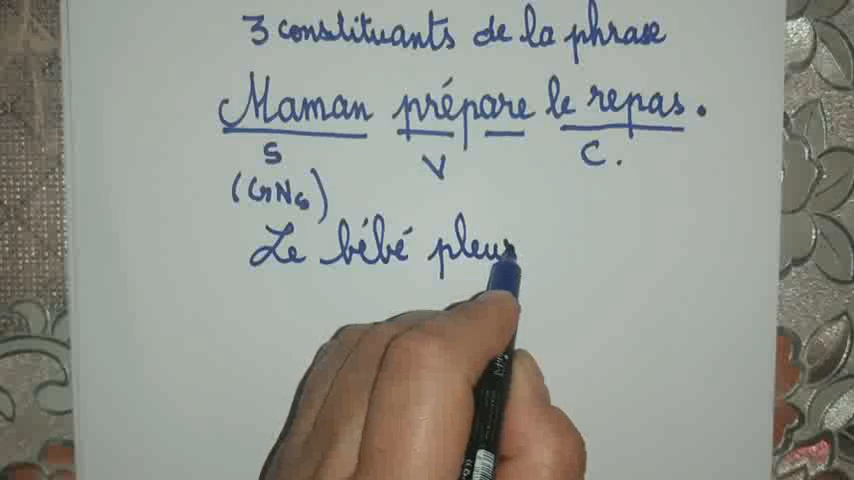 3 constituants de la phrase
Maman prépare le repas.
S V C.
(GNs)
Le bébé pleu